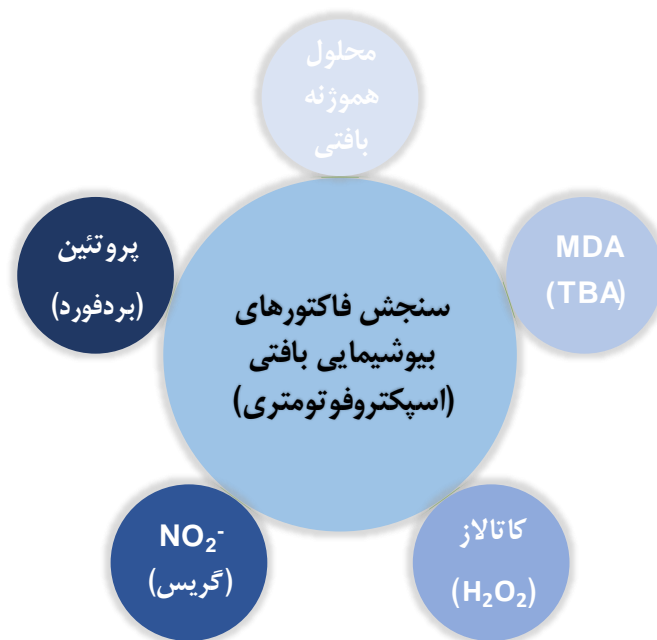 محلول
هموژنه
بافتی
MDA
(TBA)
کاتالاز
(H₂O₂)
NO₂⁻
(گریس)
پروتئین
(بردفورد)
سنجش فاکتورهای
بیوشیمایی بافتی
(اسپکتروفوتومتری)